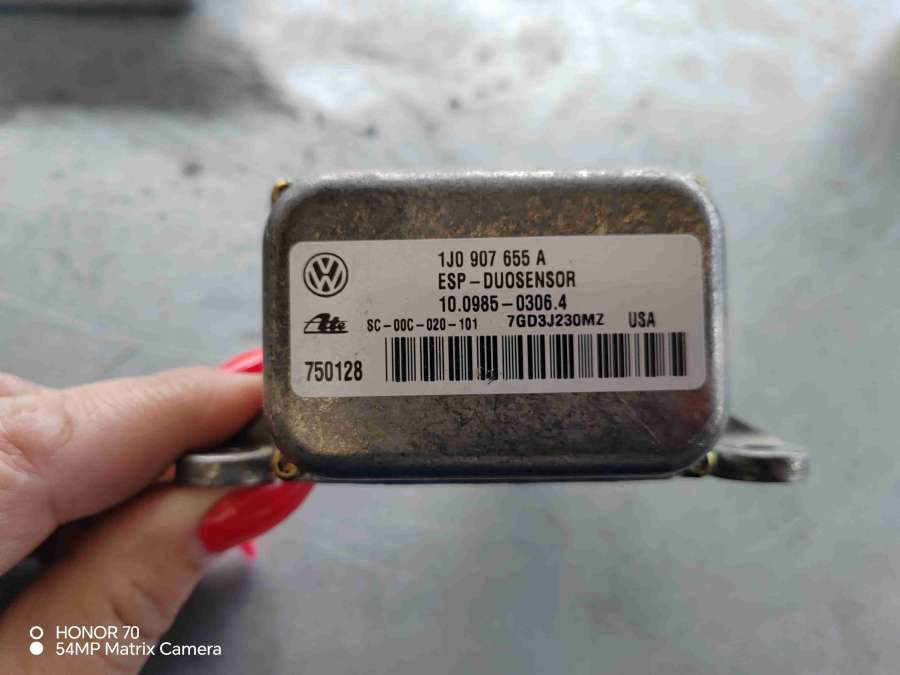 1J0 907 655 A
ESP-DUOSENSOR
10.0985-0306.4
Ate SC-00C-020-101 7GD3J230MZ USA
750128
HONOR 70
54MP Matrix Camera